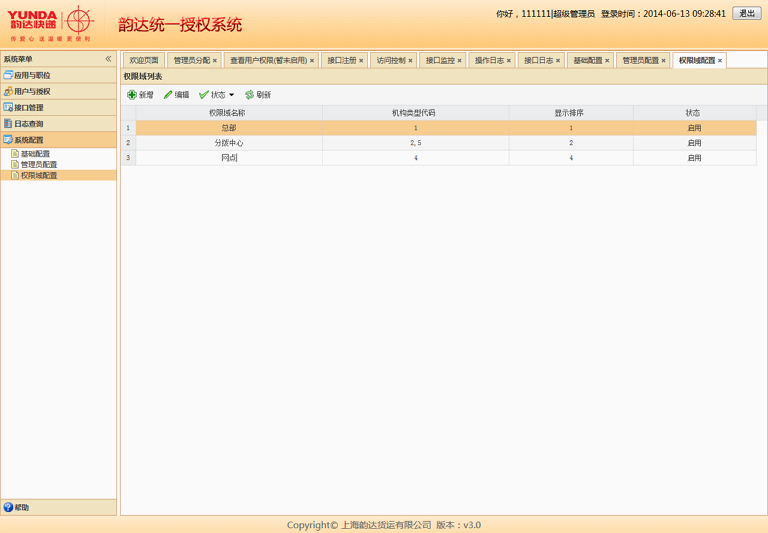 YUNDA
韵达快递
传爱心 送温暖 更便利
韵达统一授权系统
你好，111111|超级管理员 登录时间：2014-06-13 09:28:41 退出
系统菜单
应用与职位
用户与授权
接口管理
日志查询
系统配置
基础配置
管理员配置
权限域配置
帮助
欢迎页面 管理员分配 查看用户权限(暂未启用) 接口注册 访问控制 接口监控 操作日志 接口日志 基础配置 管理员配置 权限域配置
权限域列表
新增 编辑 状态 刷新
权限域名称 机构类型代码 显示排序 状态
1 总部 1 1 启用
2 分拨中心 2,5 2 启用
3 网点 4 4 启用
Copyright© 上海韵达货运有限公司 版本：v3.0